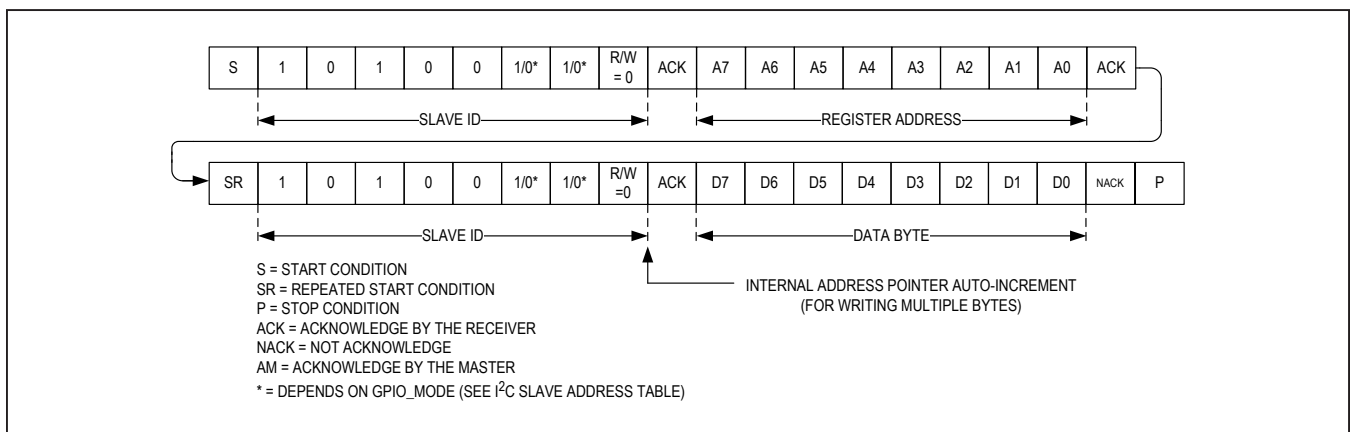 S 1 0 1 0 0 1/0* 1/0* R/W = 0 ACK A7 A6 A5 A4 A3 A2 A1 A0 ACK
SLAVE ID REGISTER ADDRESS
SR 1 0 1 0 0 1/0* 1/0* R/W =0 ACK D7 D6 D5 D4 D3 D2 D1 D0 NACK P
SLAVE ID DATA BYTE
S = START CONDITION
SR = REPEATED START CONDITION
P = STOP CONDITION
ACK = ACKNOWLEDGE BY THE RECEIVER
NACK = NOT ACKNOWLEDGE
AM = ACKNOWLEDGE BY THE MASTER
* = DEPENDS ON GPIO_MODE (SEE I2C SLAVE ADDRESS TABLE)
INTERNAL ADDRESS POINTER AUTO-INCREMENT
(FOR WRITING MULTIPLE BYTES)